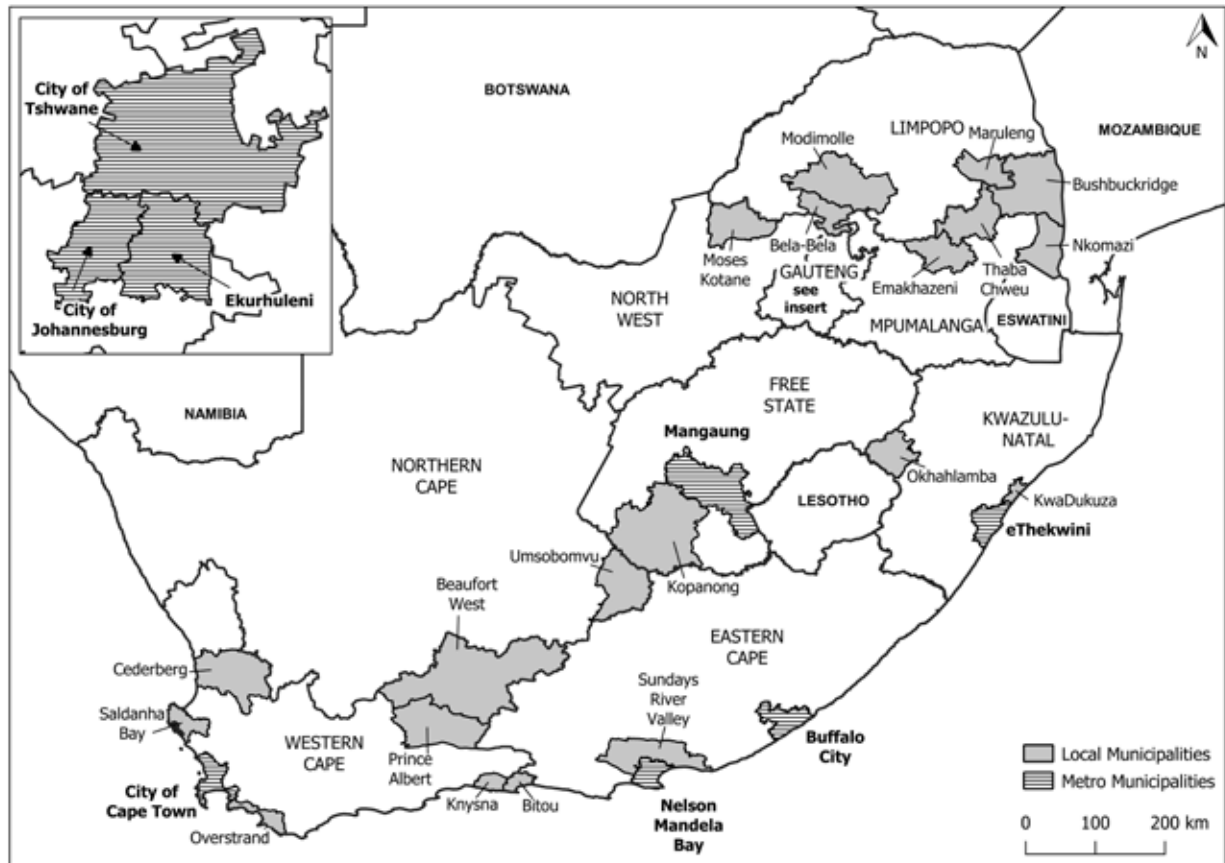 City of
Tshwane
City of
Johannesburg
Ekurhuleni
N
BOTSWANA
LIMPOPO
MOZAMBIQUE
Modimolle
Maruleng
Bushbuckridge
Bela-Bela
Moses
Kotane
GAUTENG
see
insert
Emakhazeni
Thaba
Chweu
Nkomazi
NORTH
WEST
MPUMALANGA
ESWATINI
NAMIBIA
FREE
STATE
KWAZULU-
NATAL
Mangaung
NORTHERN
CAPE
LESOTHO
Okhahlamba
KwaDukuza
eThekwini
Umsobomvu
Kopanong
Beaufort
West
EASTERN
CAPE
Cederberg
Sundays
River
Valley
Saldanha
Bay
WESTERN
CAPE
Prince
Albert
Buffalo
City
City of
Cape Town
Knysna
Bitou
Nelson
Mandela
Bay
Overstrand
Local Municipalities
Metro Municipalities
0 100 200 km